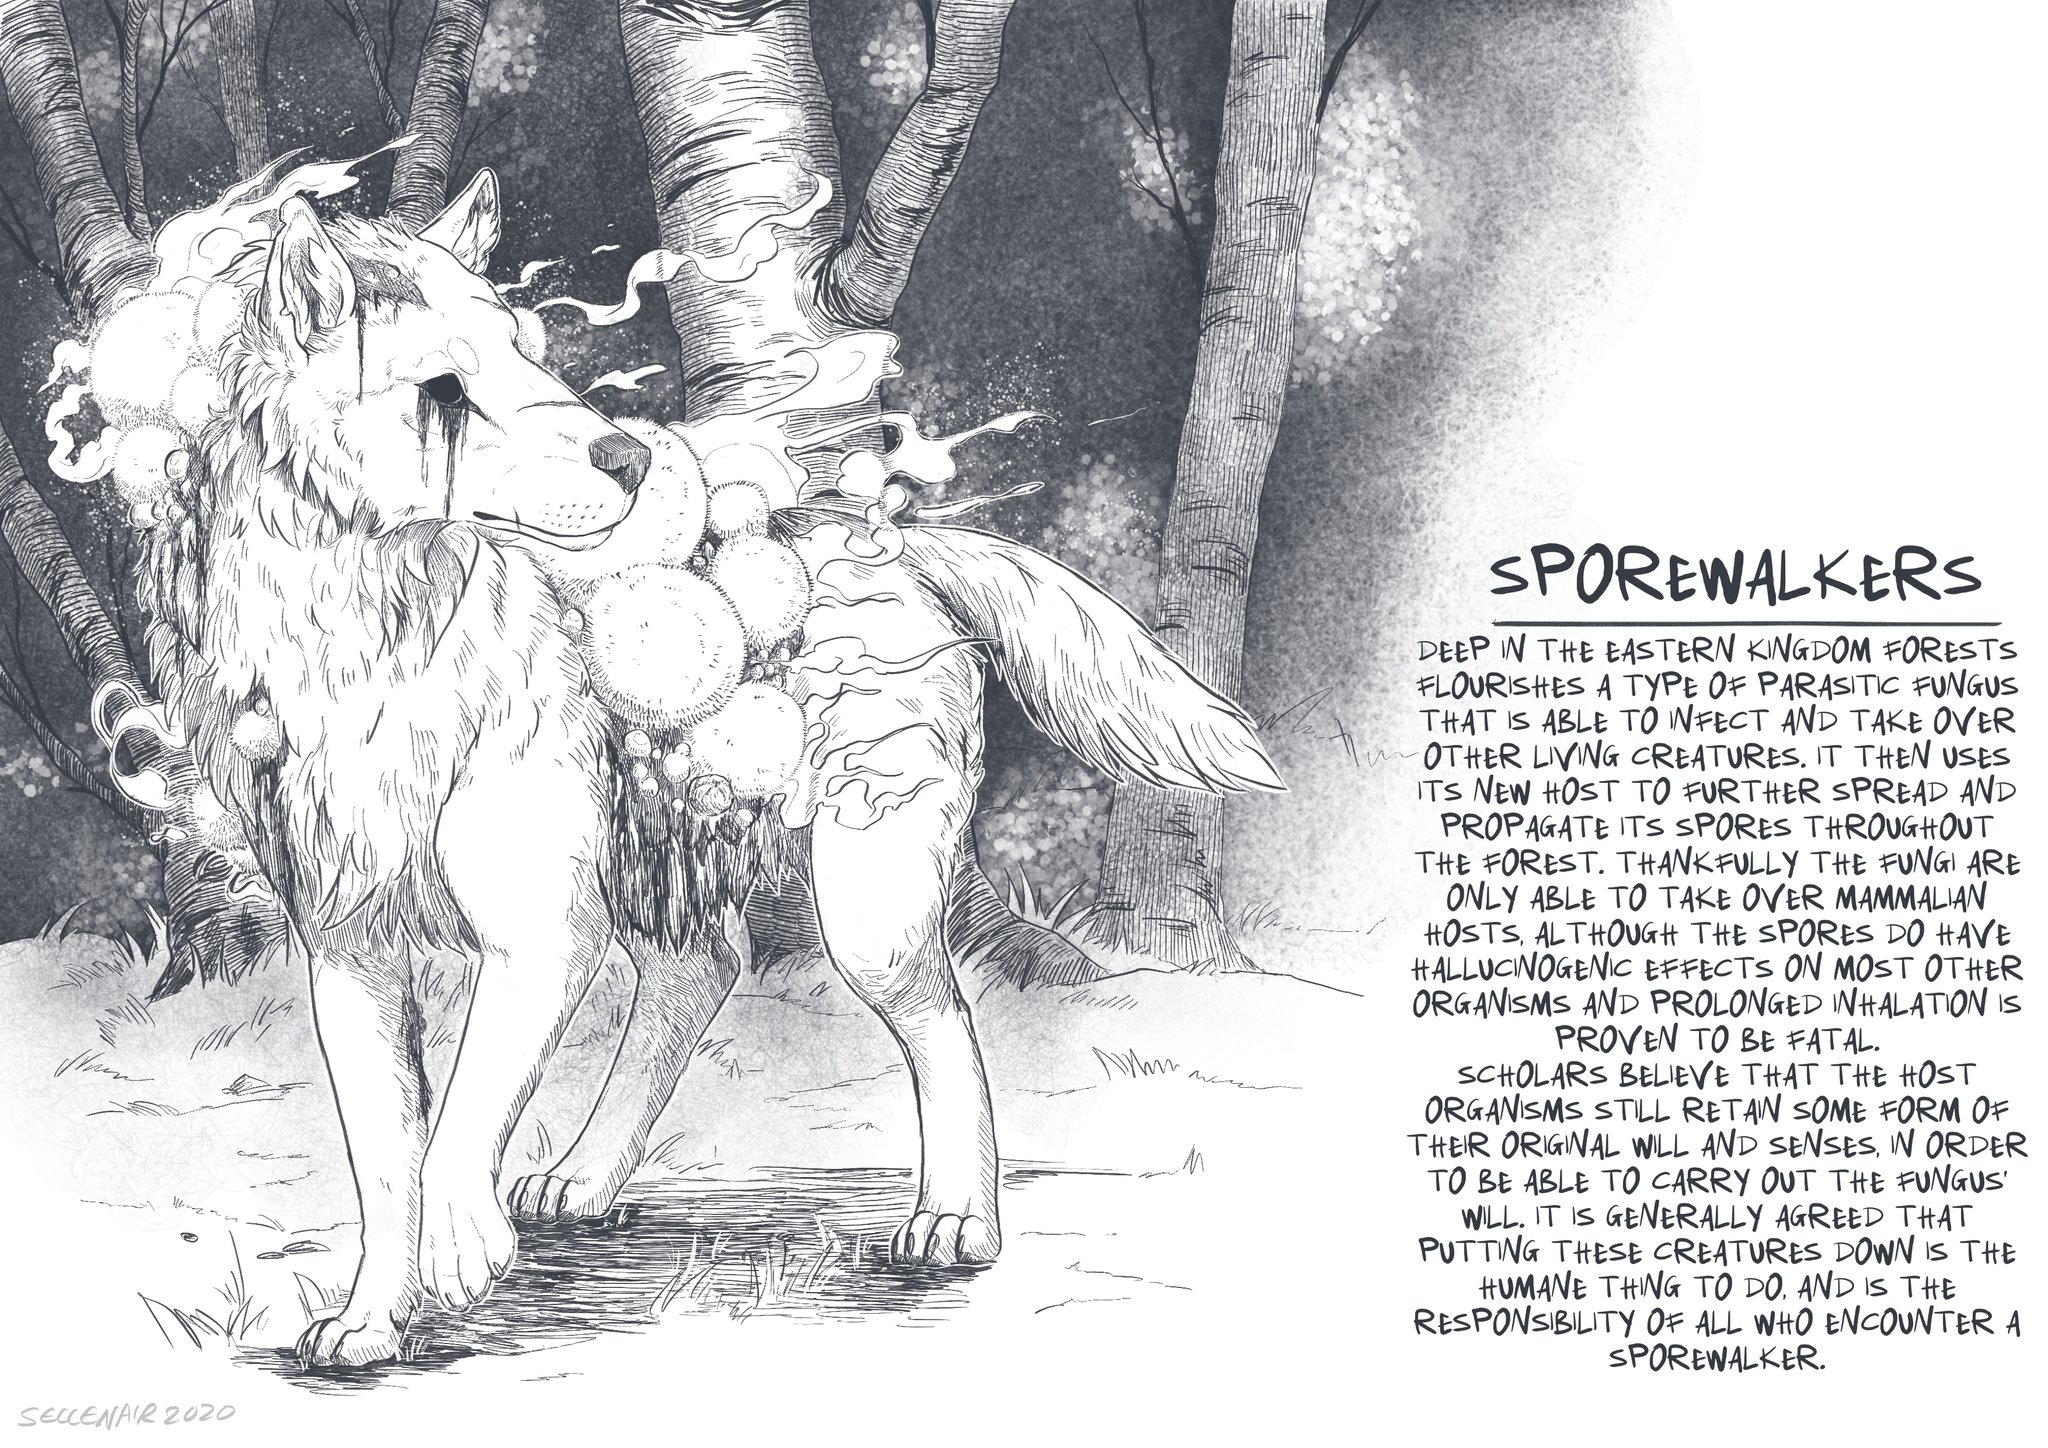 SPOREWALKERS
DEEP IN THE EASTERN KINGDOM FORESTS
FLOURISHES A TYPE OF PARASITIC FUNGUS
THAT IS ABLE TO INFECT AND TAKE OVER
OTHER LIVING CREATURES. IT THEN USES
ITS NEW HOST TO FURTHER SPREAD AND
PROPAGATE ITS SPORES THROUGHOUT
THE FOREST. THANKFULLY THE FUNGI ARE
ONLY ABLE TO TAKE OVER MAMMALIAN
HOSTS, ALTHOUGH THE SPORES DO HAVE
HALLUCINOGENIC EFFECTS ON MOST OTHER
ORGANISMS AND PROLONGED INHALATION IS
PROVEN TO BE FATAL.
SCHOLARS BELIEVE THAT THE HOST
ORGANISMS STILL RETAIN SOME FORM OF
THEIR ORIGINAL WILL AND SENSES, IN ORDER
TO BE ABLE TO CARRY OUT THE FUNGUS'
WILL. IT IS GENERALLY AGREED THAT
PUTTING THESE CREATURES DOWN IS THE
HUMANE THING TO DO, AND IS THE
RESPONSIBILITY OF ALL WHO ENCOUNTER A
SPOREWALKER.
SECCENAIR 2020